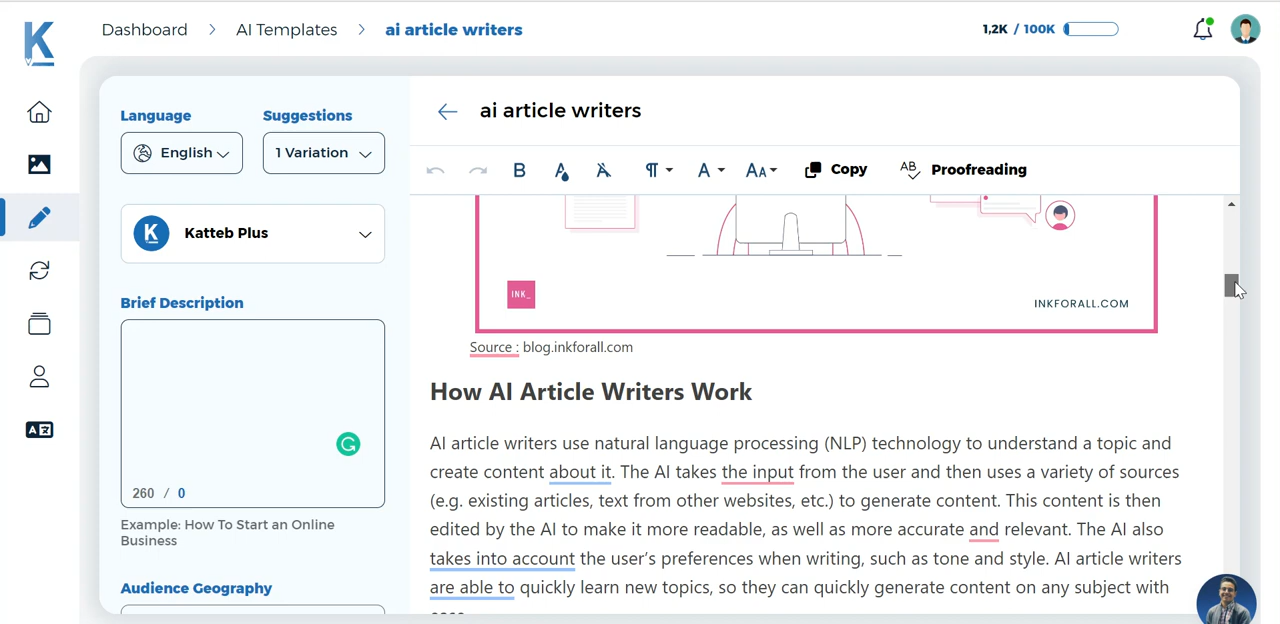 Dashboard > AI Templates > ai article writers
1,2K / 100K
Language
Suggestions
English
1 Variation
K Katteb Plus
Brief Description
260 / 0
Example: How To Start an Online
Business
Audience Geography
ai article writers
B
A
AA
Copy
Proofreading
INK_
INKFORALL.COM
Source : blog.inkforall.com
How AI Article Writers Work
AI article writers use natural language processing (NLP) technology to understand a topic and
create content about it. The AI takes the input from the user and then uses a variety of sources
(e.g. existing articles, text from other websites, etc.) to generate content. This content is then
edited by the AI to make it more readable, as well as more accurate and relevant. The AI also
takes into account the user's preferences when writing, such as tone and style. AI article writers
are able to quickly learn new topics, so they can quickly generate content on any subject with